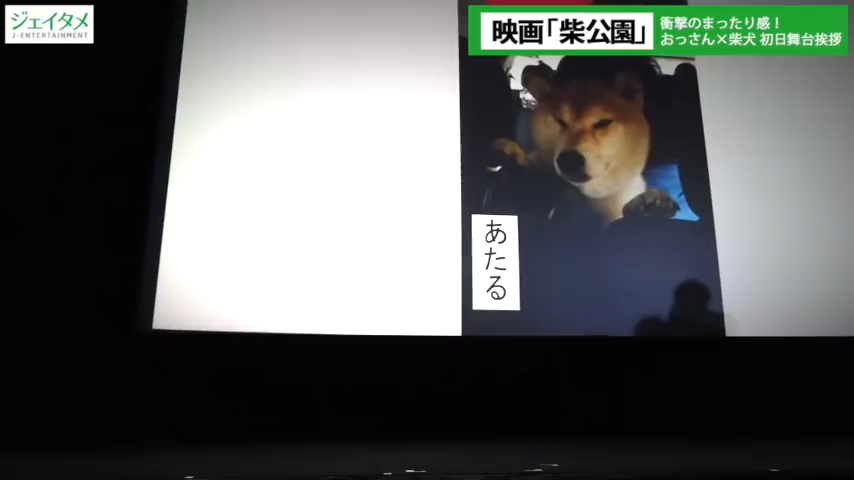 ジェイタメ
J-ENTERTAINMENT
映画「柴公園」
衝撃のまったり感！
おっさん×柴犬 初日舞台挨拶
あたる